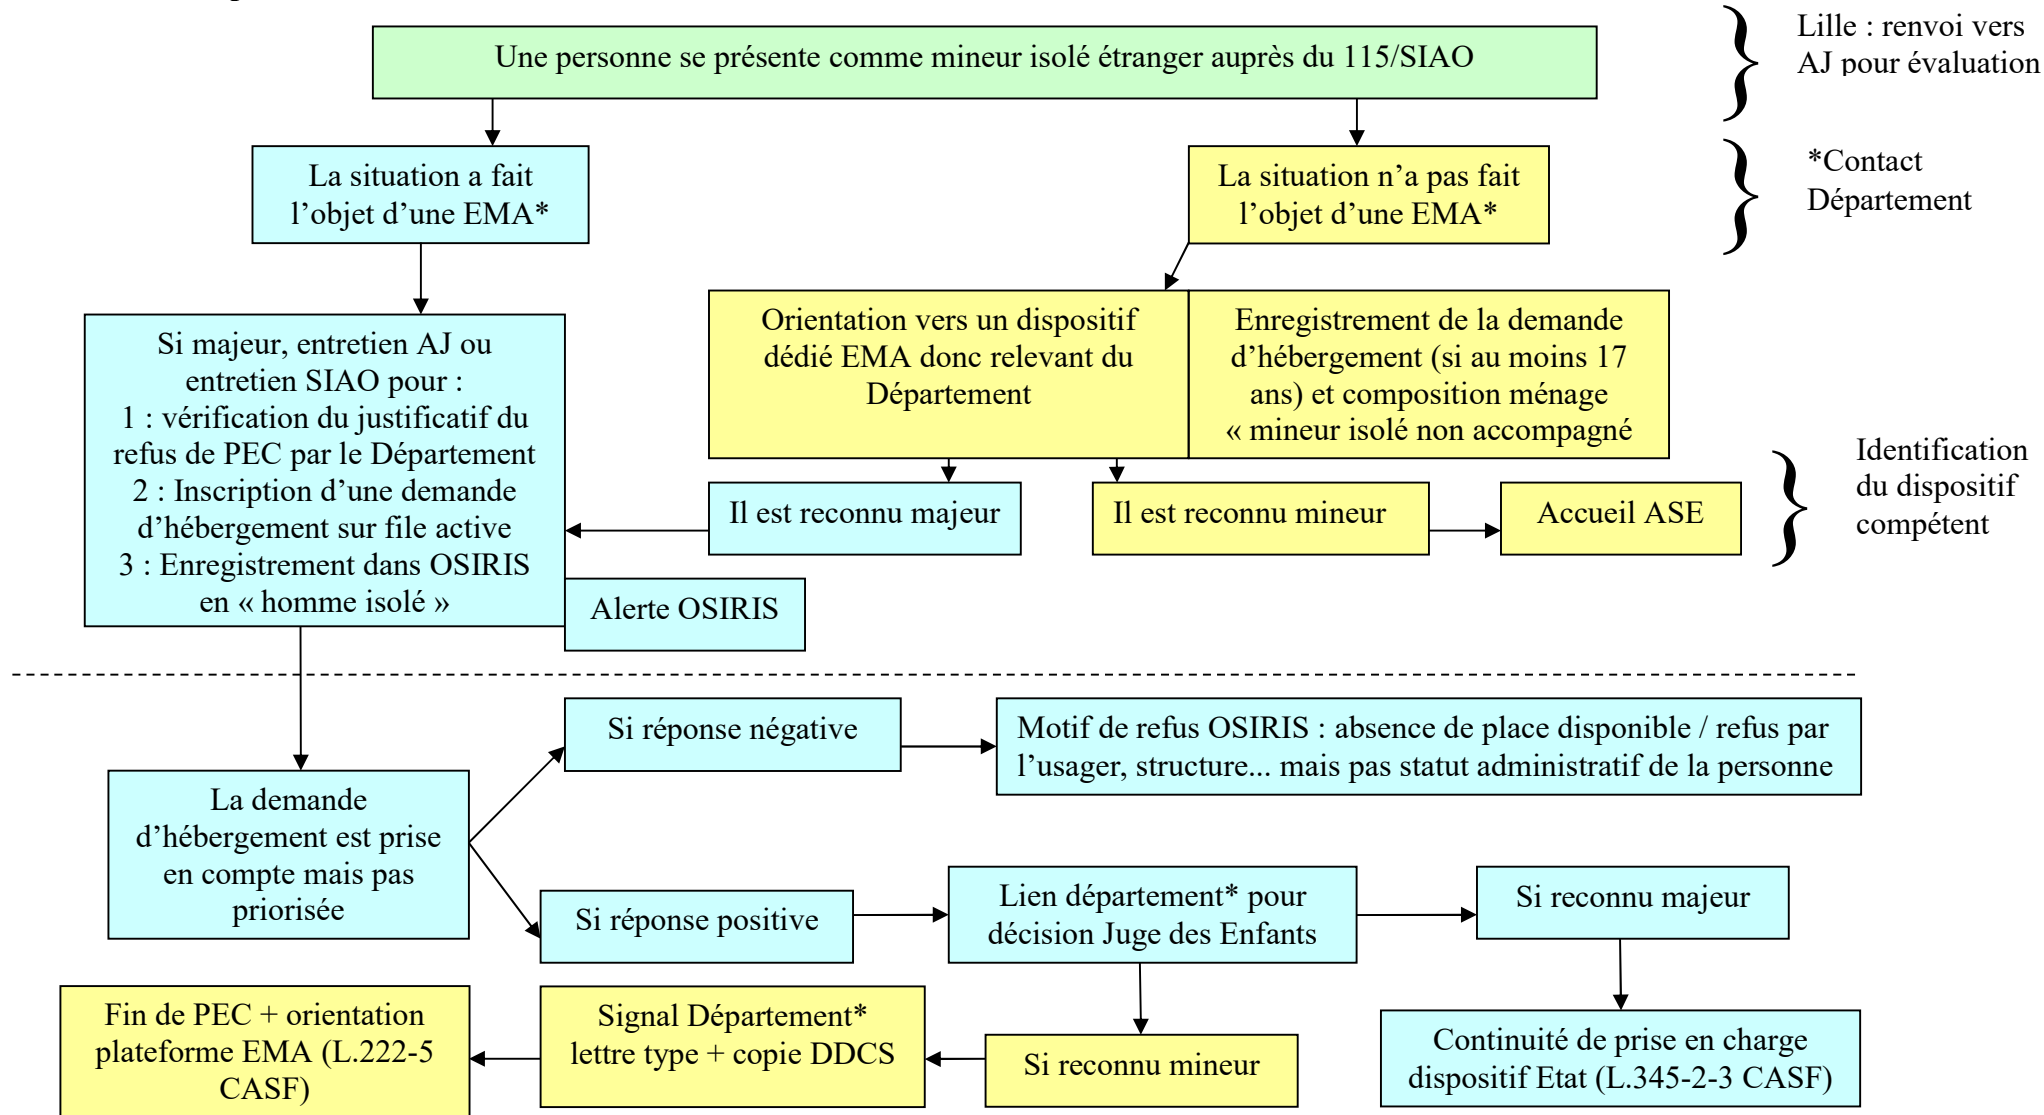 Une personne se présente comme mineur isolé étranger auprès du 115/SIAO
Lille : renvoi vers
AJ pour évaluation
La situation a fait
l’objet d’une EMA*
La situation n’a pas fait
l’objet d’une EMA*
*Contact
Département
Si majeur, entretien AJ ou
entretien SIAO pour :
1 : vérification du justificatif du
refus de PEC par le Département
2 : Inscription d’une demande
d’hébergement sur file active
3 : Enregistrement dans OSIRIS
en « homme isolé »
Orientation vers un dispositif
dédié EMA donc relevant du
Département
Enregistrement de la demande
d’hébergement (si au moins 17
ans) et composition ménage
« mineur isolé non accompagné
Il est reconnu majeur
Il est reconnu mineur
Accueil ASE
Identification
du dispositif
compétent
Alerte OSIRIS
Si réponse négative
Motif de refus OSIRIS : absence de place disponible / refus par
l’usager, structure... mais pas statut administratif de la personne
La demande
d’hébergement est prise
en compte mais pas
priorisée
Si réponse positive
Lien département* pour
décision Juge des Enfants
Si reconnu majeur
Fin de PEC + orientation
plateforme EMA (L.222-5
CASF)
Signal Département*
lettre type + copie DDCS
Si reconnu mineur
Continuité de prise en charge
dispositif Etat (L.345-2-3 CASF)